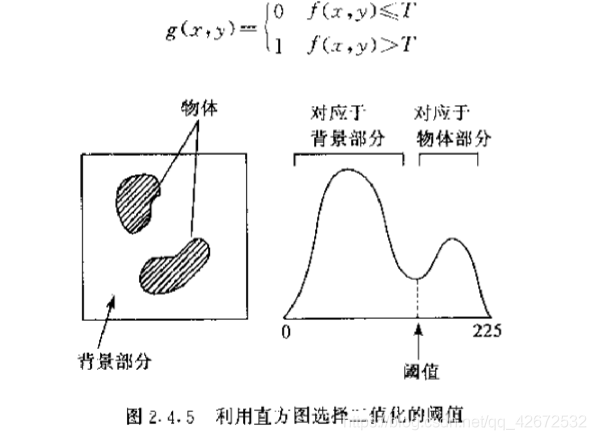 g(x,y)={0 f(x,y)≤T
1 f(x,y)>T
物体
对应于 对应于
背景部分 物体部分
0 225
背景部分
阈值
图 2.4.5 利用直方图选择二值化的阈值
https://blog.csdn.net/qq_42672532